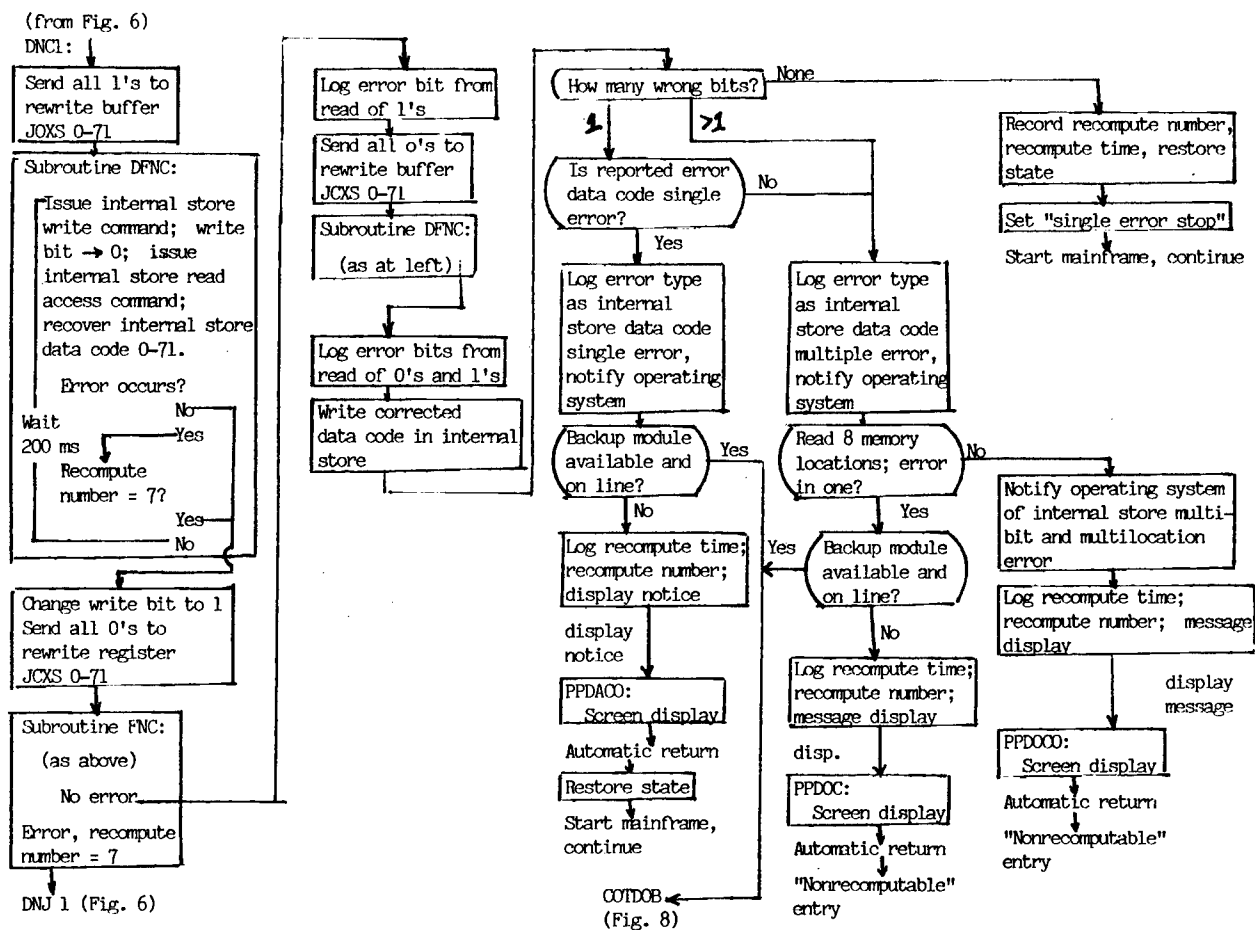 (from Fig. 6)
DNC1:
Send all 1's to
rewrite buffer
JOXS 0-71
Subroutine DFNC:
Issue internal store
write command; write
bit → 0; issue
internal store read
access command;
recover internal store
data code 0-71.
Error occurs?
No
Wait
200 ms
Yes
Recompute
number = 7?
Yes
No
Change write bit to 1
Send all 0's to
rewrite register
JCXS 0-71
Subroutine FNC:
(as above)
No error
Error, recompute
number = 7
DNJ 1 (Fig. 6)
Log error bit from
read of 1's
Send all o's to
rewrite buffer
JCXS 0-71
Subroutine DFNC:
(as at left)
Log error bits from
read of 0's and 1's
Write corrected
data code in internal
store
How many wrong bits?
None
1
>1
Is reported error
data code single
error?
No
Yes
Log error type
as internal
store data code
single error,
notify operating
system
Backup module
available and
on line?
Yes
No
Log recompute time;
recompute number;
display notice
display
notice
PPDACO:
Screen display
Automatic return
Restore state
Start mainframe,
continue
COTDOB
(Fig. 8)
Log error type
as internal
store data code
multiple error,
notify operating
system
Read 8 memory
locations; error
in one?
No
Yes
Yes
Backup module
available and
on line?
No
Log recompute time;
recompute number;
message display
disp.
PPDOC:
Screen display
Automatic return
"Nonrecomputable"
entry
Record recompute number,
recompute time, restore
state
Set "single error stop"
Start mainframe, continue
Notify operating system
of internal store multi-
bit and multilocation
error
Log recompute time;
recompute number; message
display
display
message
PPDOCO:
Screen display
Automatic return
"Nonrecomputable"
entry